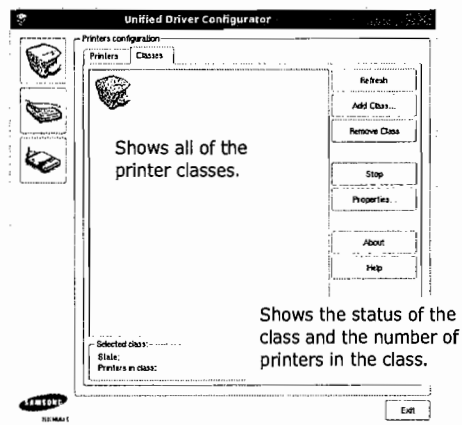 Unified Driver Configurator
Printers configuration
Printers Classes
Refresh
Add Class...
Remove Class
Shows all of the
printer classes.
Stop
Properties...
About
Help
Shows the status of the
class and the number of
printers in the class.
Selected class:
State:
Printers in class:
SAMSUNG
Exit